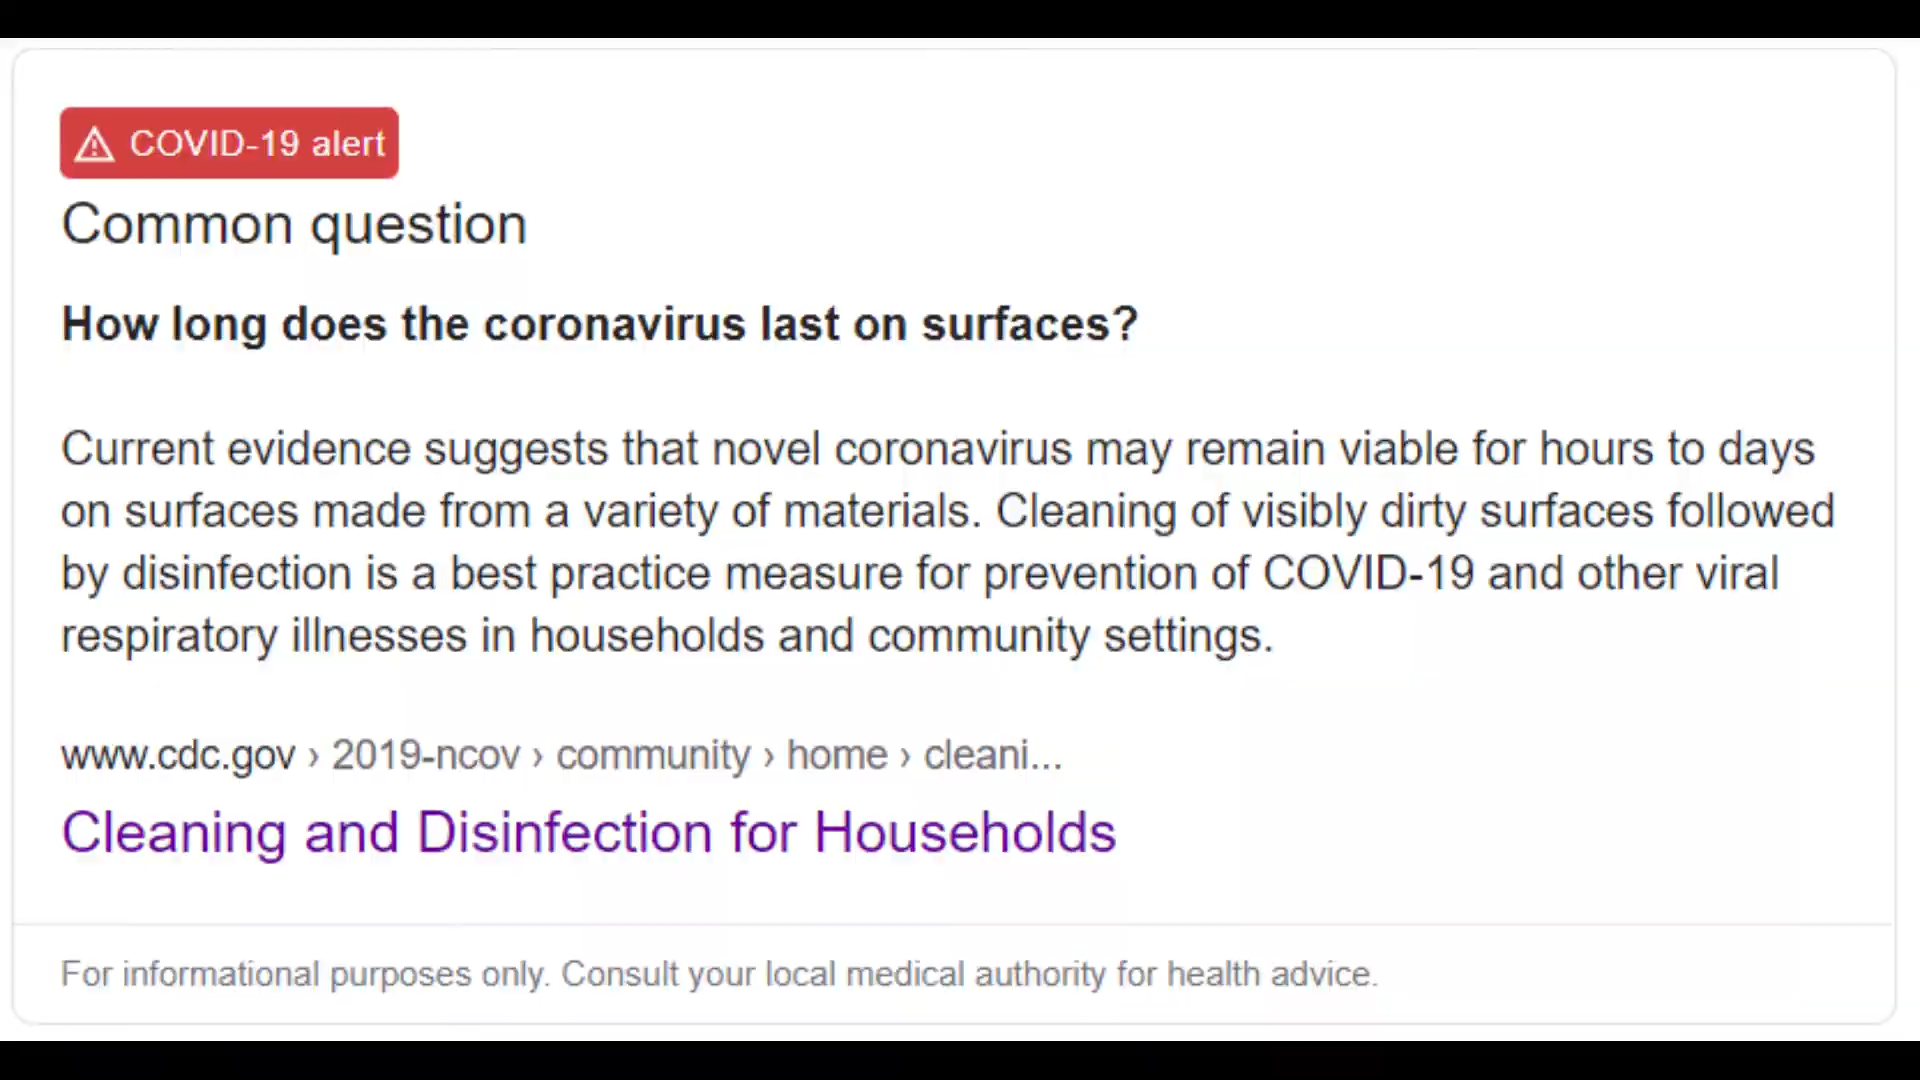 COVID-19 alert
Common question
How long does the coronavirus last on surfaces?
Current evidence suggests that novel coronavirus may remain viable for hours to days
on surfaces made from a variety of materials. Cleaning of visibly dirty surfaces followed
by disinfection is a best practice measure for prevention of COVID-19 and other viral
respiratory illnesses in households and community settings.
www.cdc.gov › 2019-ncov › community › home › cleani...
Cleaning and Disinfection for Households
For informational purposes only. Consult your local medical authority for health advice.